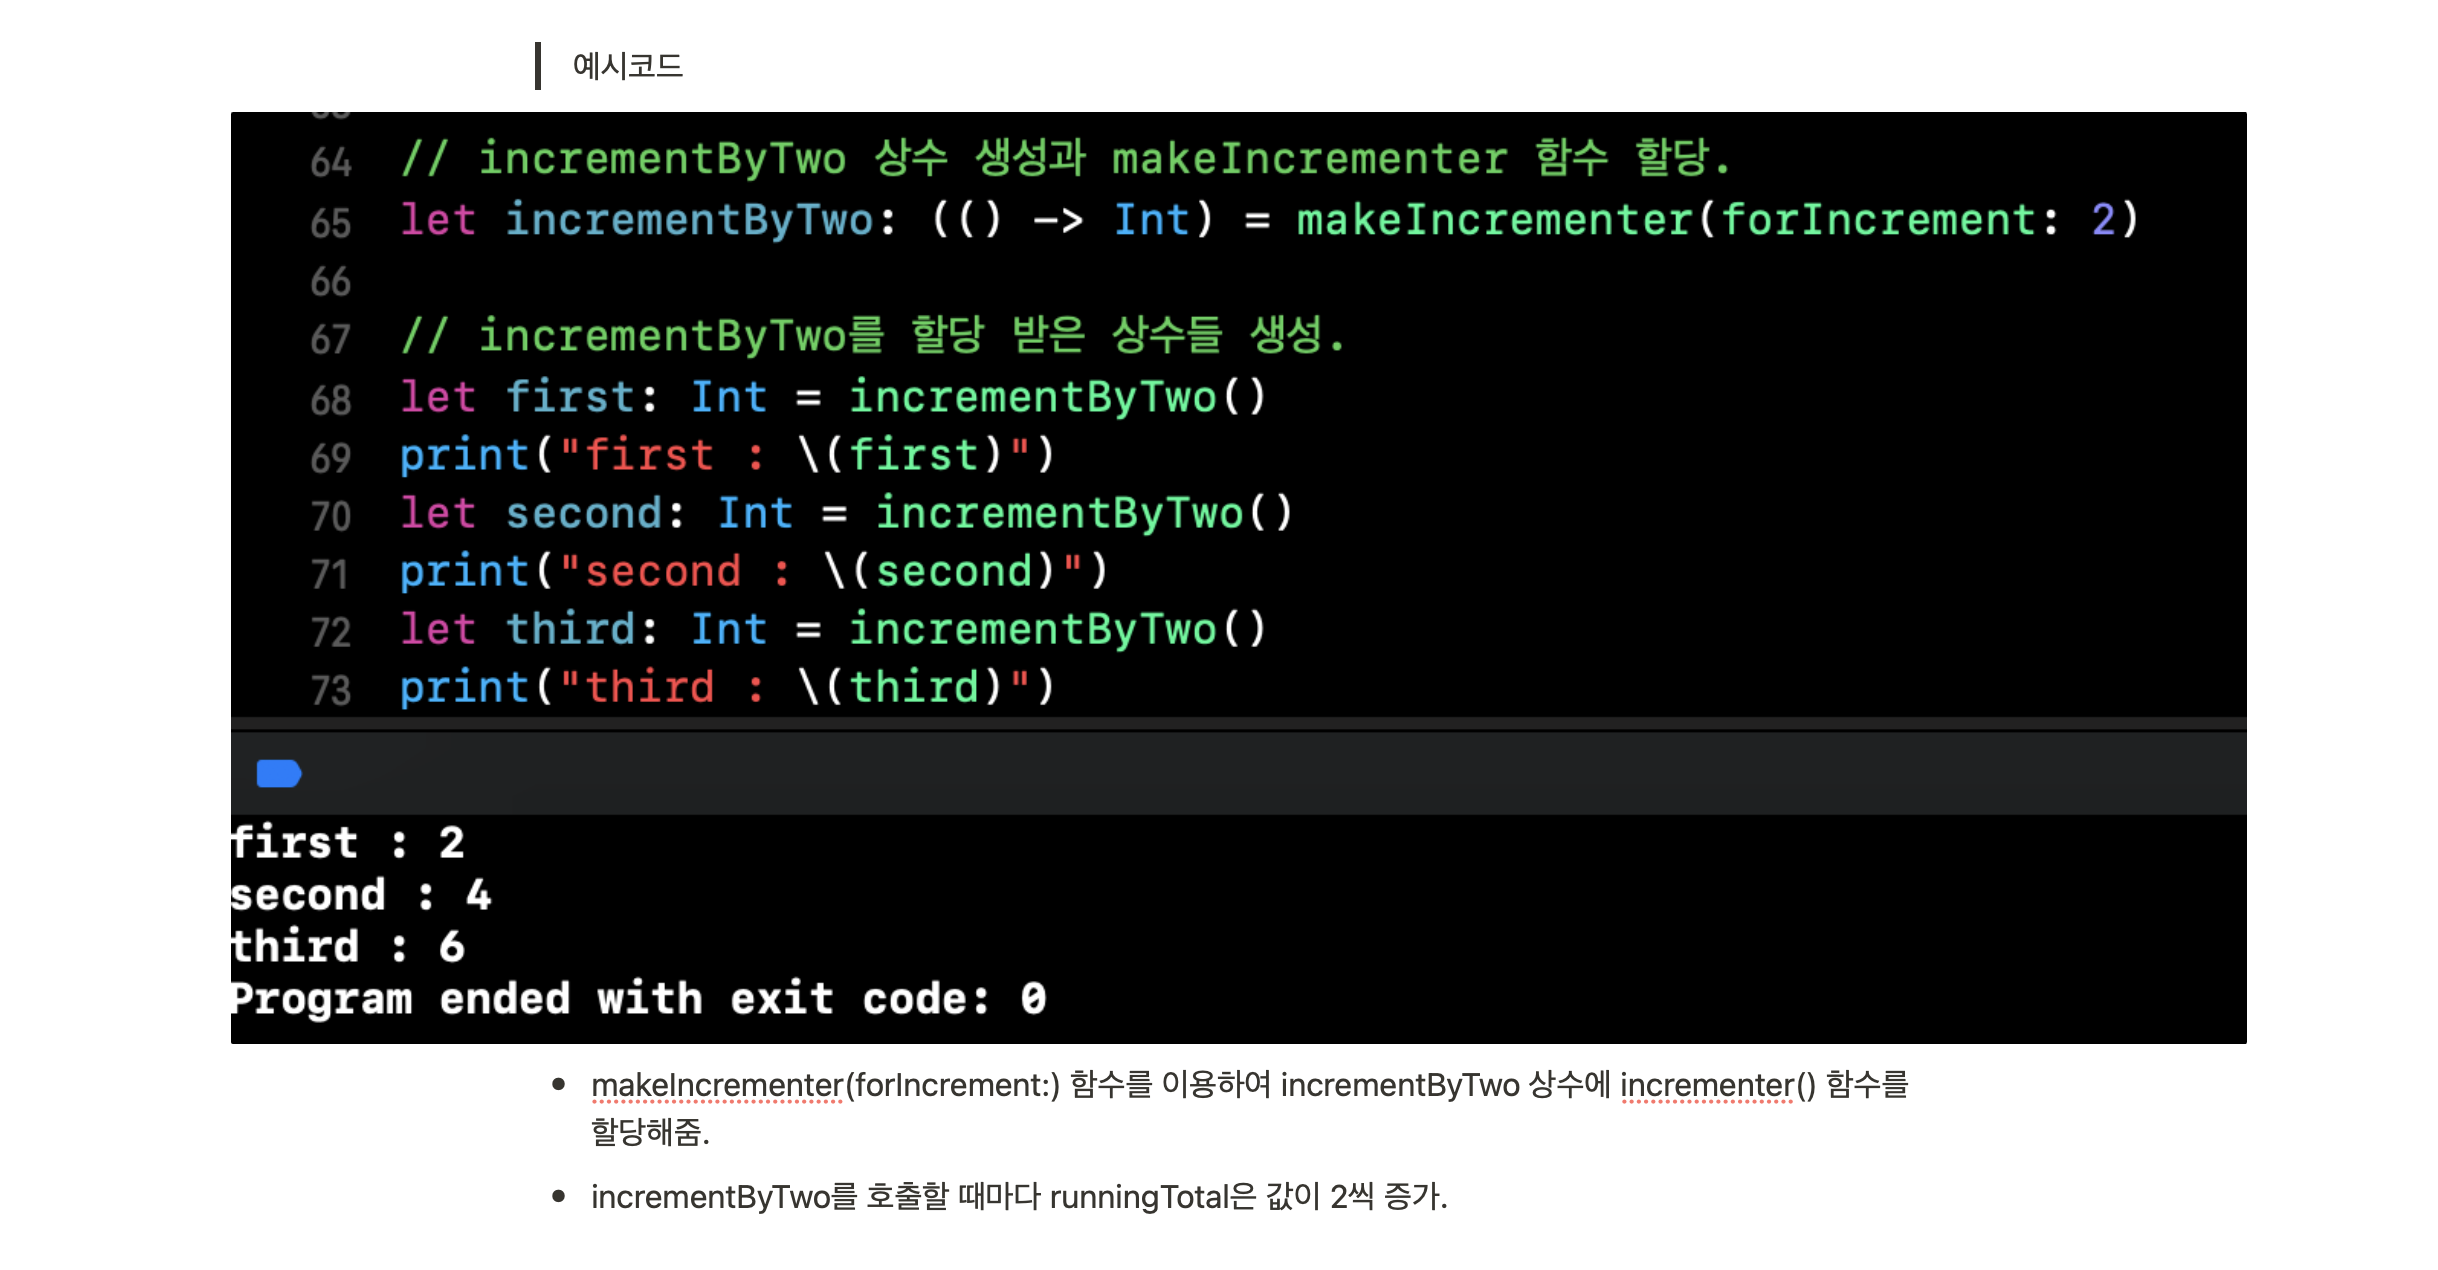 예시코드
64 // incrementByTwo 상수 생성과 makeIncrementer 함수 할당.
65 let incrementByTwo: (() -> Int) = makeIncrementer(forIncrement: 2)
66
67 // incrementByTwo를 할당 받은 상수들 생성.
68 let first: Int = incrementByTwo()
69 print("first : \(first)")
70 let second: Int = incrementByTwo()
71 print("second : \(second)")
72 let third: Int = incrementByTwo()
73 print("third : \(third)")
first : 2
second : 4
third : 6
Program ended with exit code: 0
• makeIncrementer(forIncrement:) 함수를 이용하여 incrementByTwo 상수에 incrementer() 함수를
할당해줌.
• incrementByTwo를 호출할 때마다 runningTotal은 값이 2씩 증가.